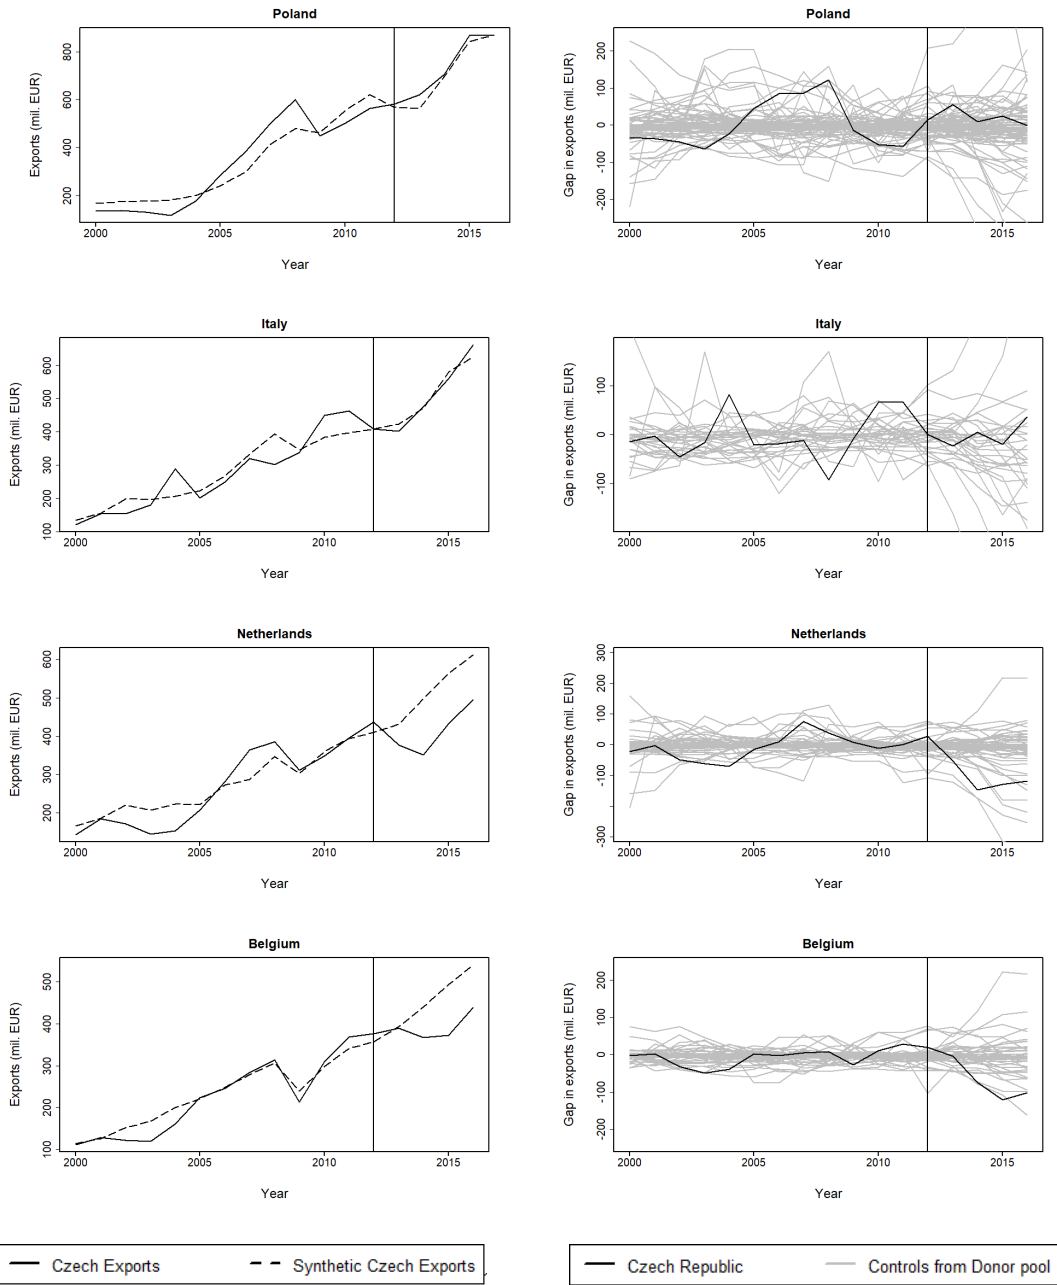 Poland
Exports (mil. EUR)
800
600
400
200
2000 2005 2010 2015
Year
Poland
Gap in exports (mil. EUR)
200
100
0
-100
-200
2000 2005 2010 2015
Year
Italy
Exports (mil. EUR)
600
500
400
300
200
100
2000 2005 2010 2015
Year
Italy
Gap in exports (mil. EUR)
100
0
-100
2000 2005 2010 2015
Year
Netherlands
Exports (mil. EUR)
600
500
400
300
200
2000 2005 2010 2015
Year
Netherlands
Gap in exports (mil. EUR)
300
200
100
0
-100
-300
2000 2005 2010 2015
Year
Belgium
Exports (mil. EUR)
500
400
300
200
100
2000 2005 2010 2015
Year
Belgium
Gap in exports (mil. EUR)
200
100
0
-100
-200
2000 2005 2010 2015
Year
Czech Exports Synthetic Czech Exports
Czech Republic Controls from Donor pool